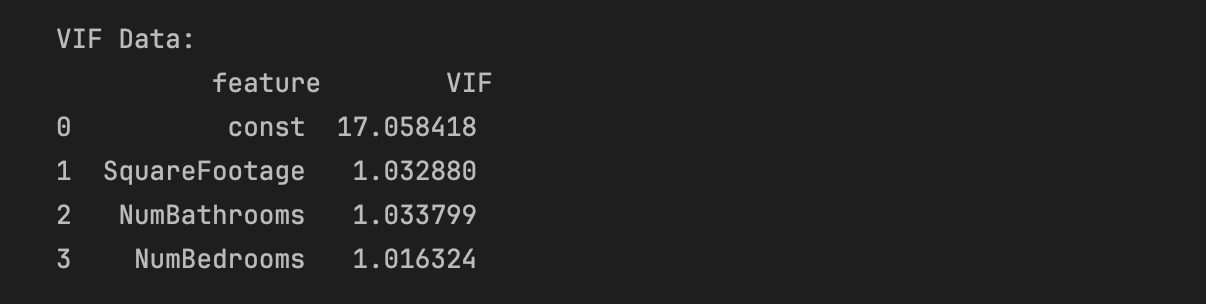 VIF Data:
feature VIF
0 const 17.058418
1 SquareFootage 1.032880
2 NumBathrooms 1.033799
3 NumBedrooms 1.016324